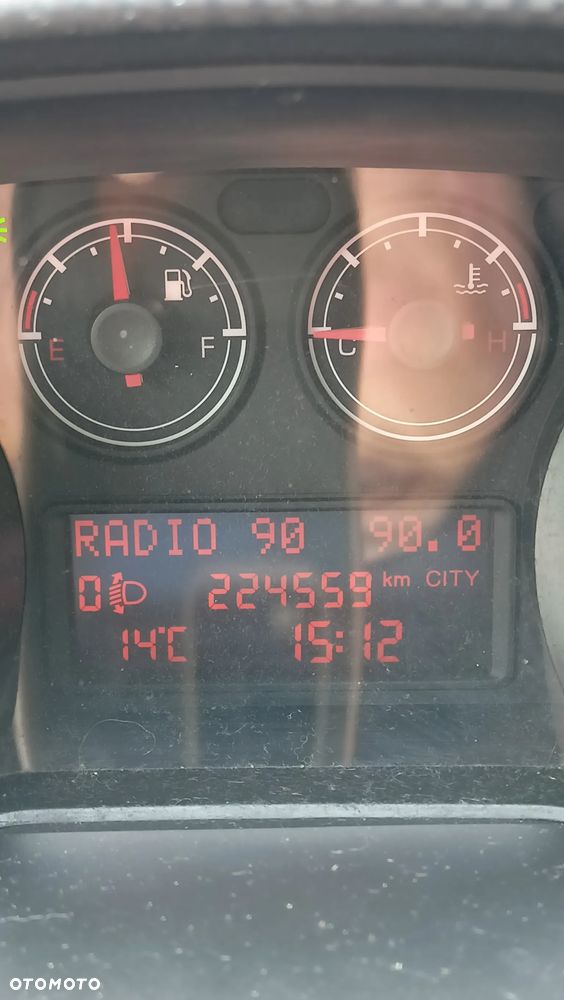 E F
C H
RADIO 90 90.0
0 224559 km CITY
14°C 15:12
OTOMOTO